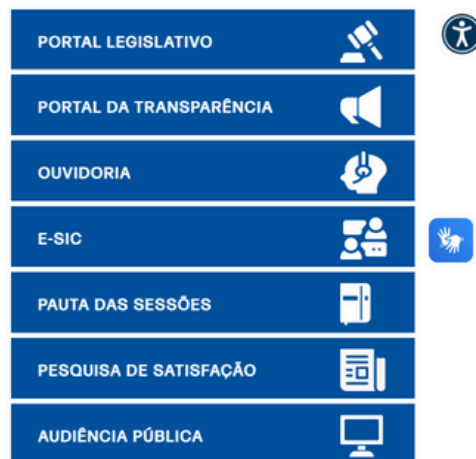 PORTAL LEGISLATIVO
PORTAL DA TRANSPARÊNCIA
OUVIDORIA
E-SIC
PAUTA DAS SESSÕES
PESQUISA DE SATISFAÇÃO
AUDIÊNCIA PÚBLICA